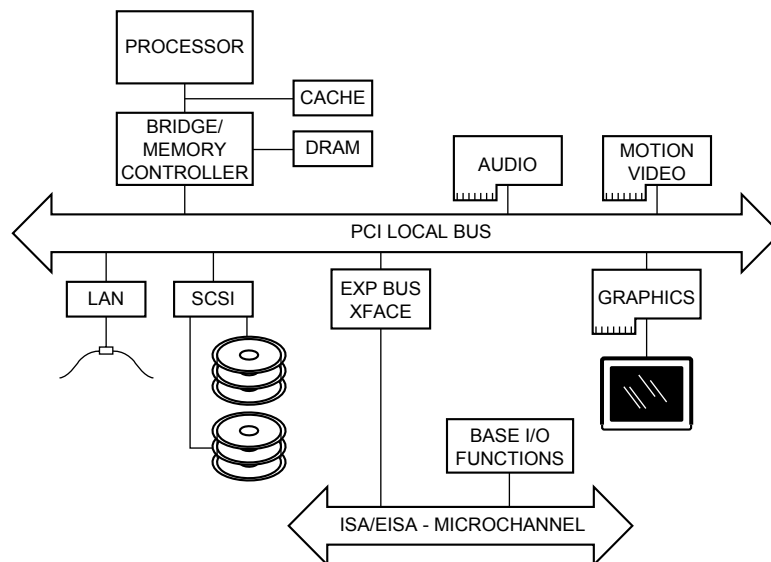 PROCESSOR
CACHE
BRIDGE/
MEMORY
CONTROLLER
DRAM
AUDIO
MOTION
VIDEO
PCI LOCAL BUS
LAN
SCSI
EXP BUS
XFACE
GRAPHICS
BASE I/O
FUNCTIONS
ISA/EISA - MICROCHANNEL